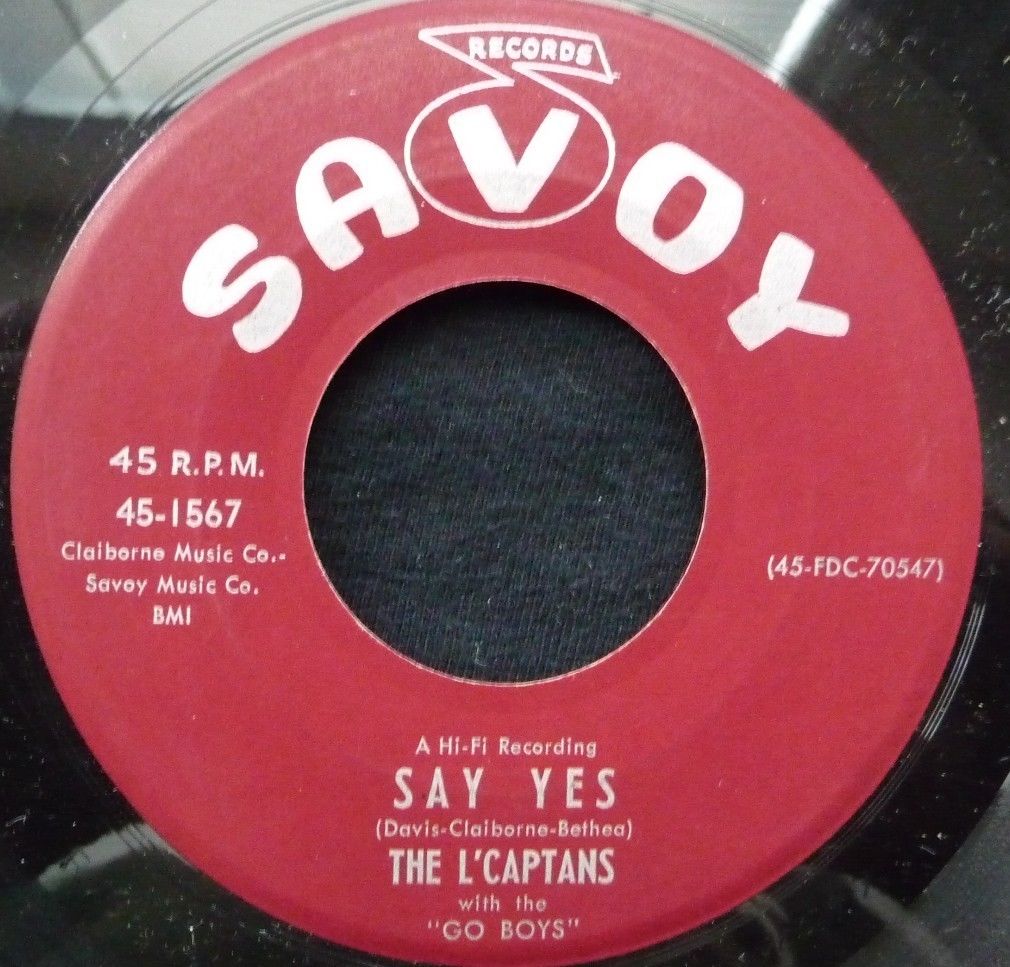 RECORDS
SAVOY
45 R.P.M.
45-1567
Claiborne Music Co.-
Savoy Music Co.
BMI
(45-FDC-70547)
A Hi-Fi Recording
SAY YES
(Davis-Claiborne-Bethea)
THE L'CAPTANS
with the
"GO BOYS"